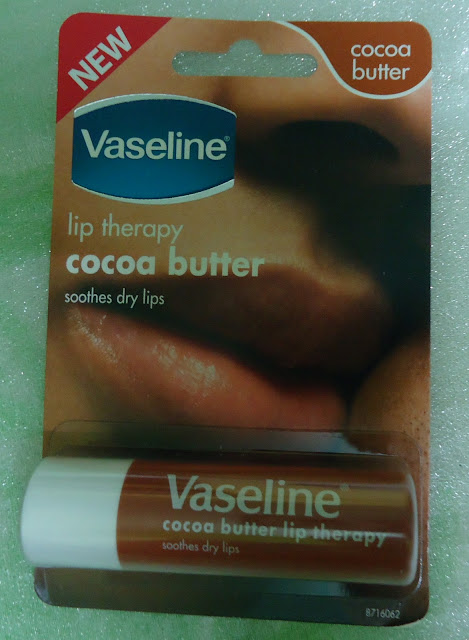 NEW
cocoa
butter
Vaseline®
lip therapy
cocoa butter
soothes dry lips
Vaseline®
cocoa butter lip therapy
soothes dry lips
8716062